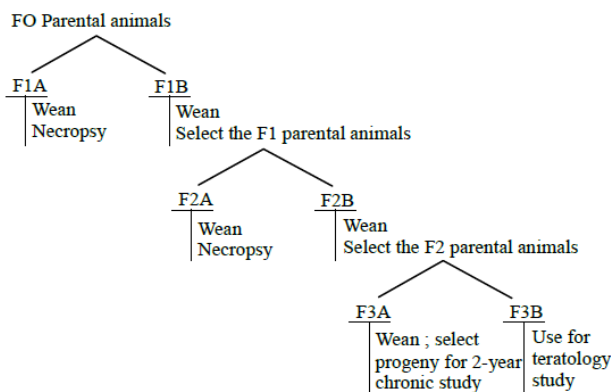 FO Parental animals
F1A
F1B
Wean
Necropsy
Wean
Select the F1 parental animals
F2A
F2B
Wean
Necropsy
Wean
Select the F2 parental animals
F3A
F3B
Wean ; select
progeny for 2-year
chronic study
Use for
teratology
study